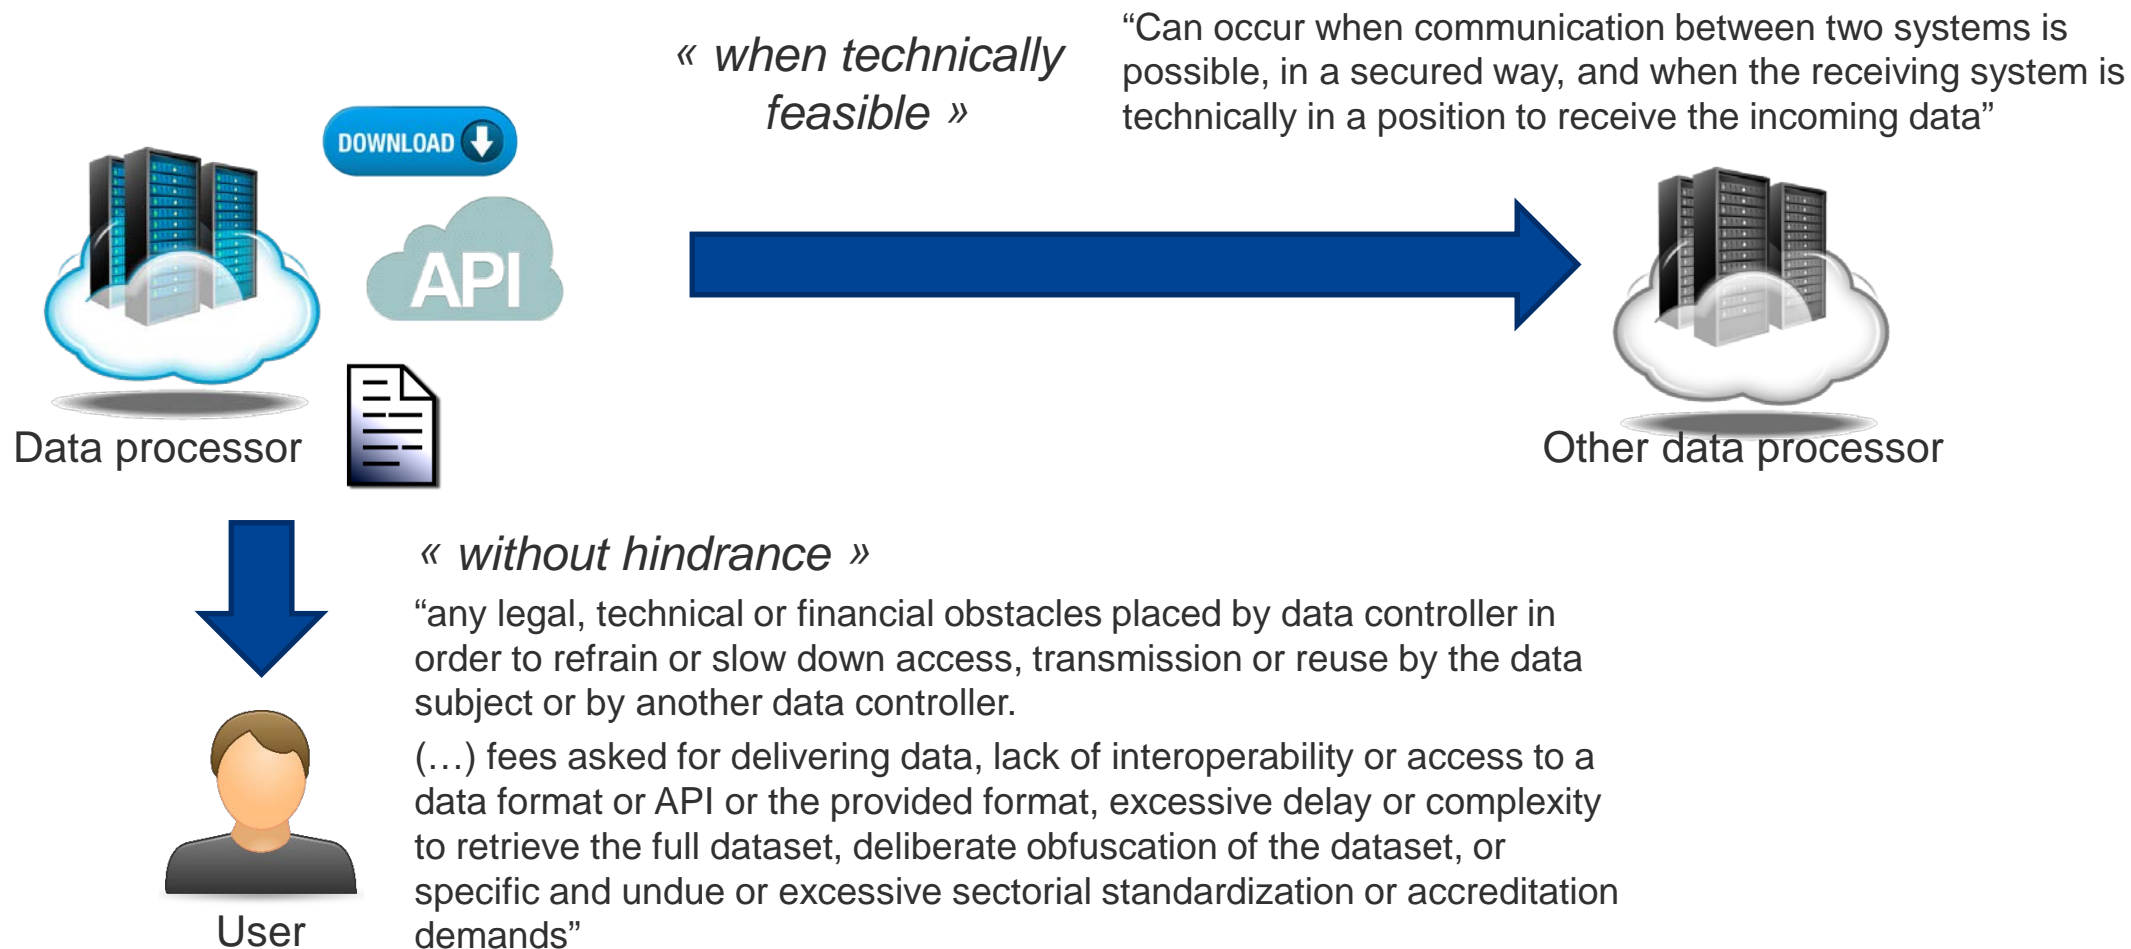 « when technically
feasible »
“Can occur when communication between two systems is
possible, in a secured way, and when the receiving system is
technically in a position to receive the incoming data”
DOWNLOAD
API
Data processor
Other data processor
« without hindrance »
“any legal, technical or financial obstacles placed by data controller in
order to refrain or slow down access, transmission or reuse by the data
subject or by another data controller.
(…) fees asked for delivering data, lack of interoperability or access to a
data format or API or the provided format, excessive delay or complexity
to retrieve the full dataset, deliberate obfuscation of the dataset, or
specific and undue or excessive sectorial standardization or accreditation
demands”
User